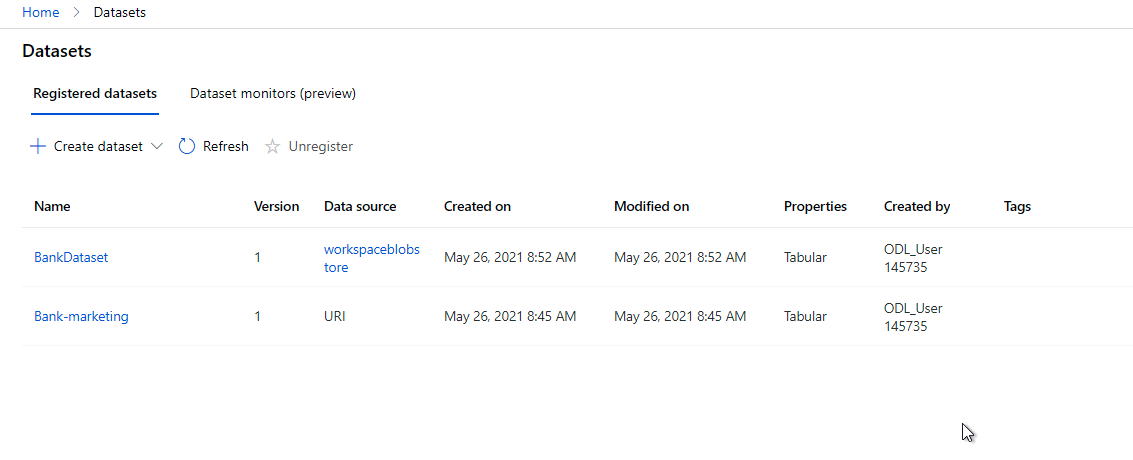 Home > Datasets
Datasets
Registered datasets Dataset monitors (preview)
Create dataset Refresh Unregister
Name Version Data source Created on Modified on Properties Created by Tags
BankDataset 1 workspaceblobs
tore May 26, 2021 8:52 AM May 26, 2021 8:52 AM Tabular ODL_User
145735
Bank-marketing 1 URI May 26, 2021 8:45 AM May 26, 2021 8:45 AM Tabular ODL_User
145735